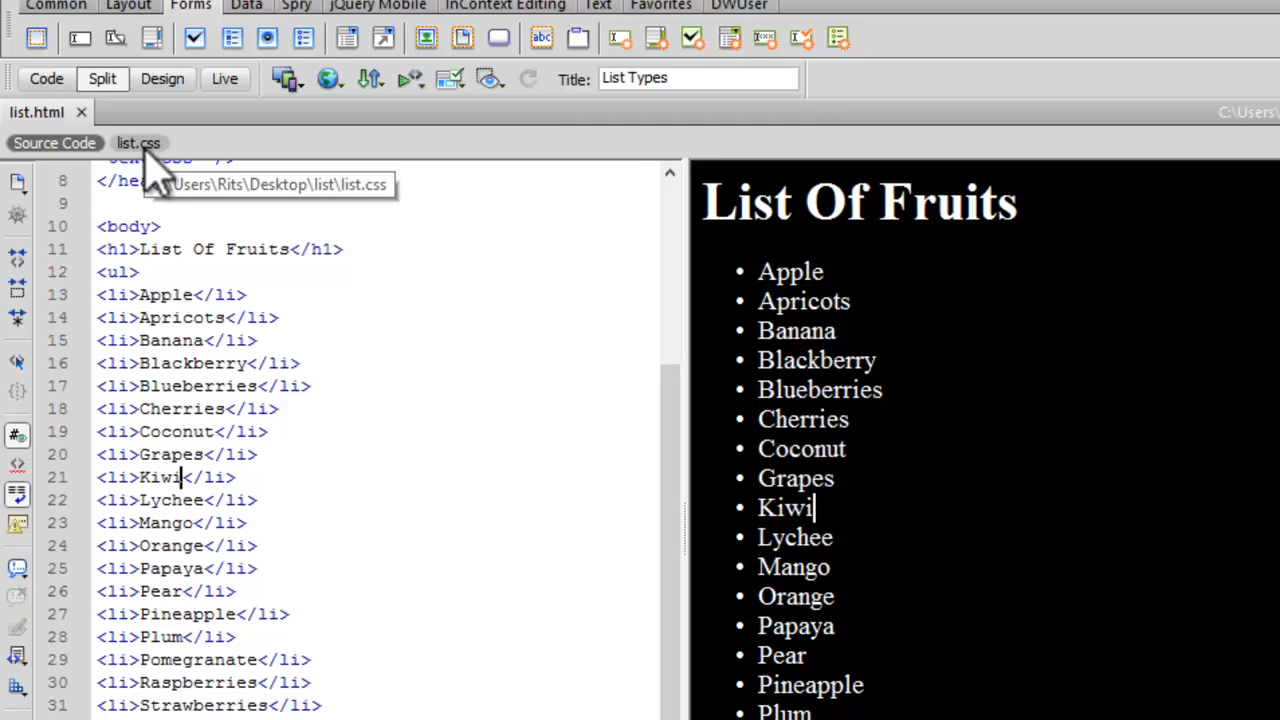 Common Layout Forms Data Spry jQuery Mobile InContext Editing Text Favorites DWUser
abc
Code Split Design Live Title: List Types
list.html × C:\Users\
Source Code list.css
Users\Rits\Desktop\list\list.css
8 </hea
9
10 <body>
11 <h1>List Of Fruits</h1>
12 <ul>
13 <li>Apple</li>
14 <li>Apricots</li>
15 <li>Banana</li>
16 <li>Blackberry</li>
17 <li>Blueberries</li>
18 <li>Cherries</li>
19 <li>Coconut</li>
20 <li>Grapes</li>
21 <li>Kiwi</li>
22 <li>Lychee</li>
23 <li>Mango</li>
24 <li>Orange</li>
25 <li>Papaya</li>
26 <li>Pear</li>
27 <li>Pineapple</li>
28 <li>Plum</li>
29 <li>Pomegranate</li>
30 <li>Raspberries</li>
31 <li>Strawberries</li>
List Of Fruits
• Apple
• Apricots
• Banana
• Blackberry
• Blueberries
• Cherries
• Coconut
• Grapes
• Kiwi
• Lychee
• Mango
• Orange
• Papaya
• Pear
• Pineapple
• Plum